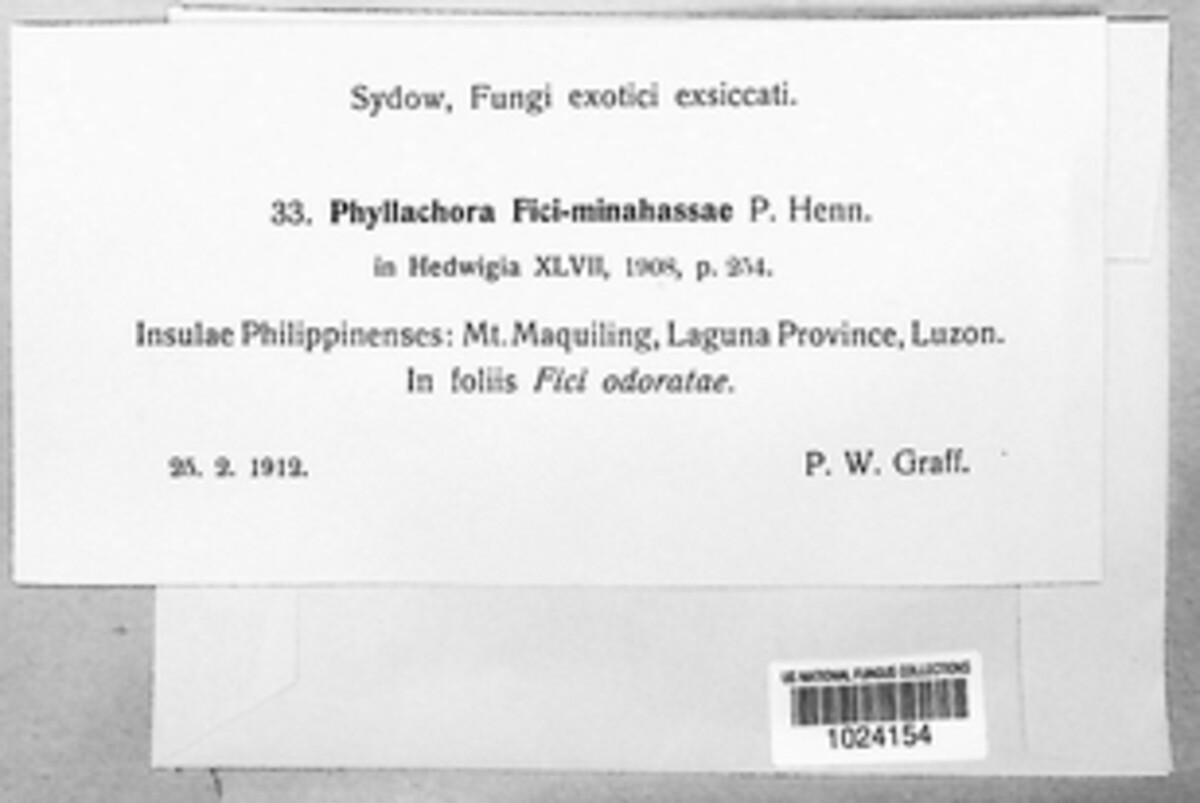 Sydow, Fungi exotici exsiccati.
33. Phyllachora Fici-minahassae P. Henn.
in Hedwigia XLVII, 1908, p. 254.
Insulae Philippinenses: Mt. Maquiling, Laguna Province, Luzon.
In foliis Fici odoratae.
25. 2. 1912.
P. W. Graff.
US NATIONAL FUNGUS COLLECTIONS
1024154